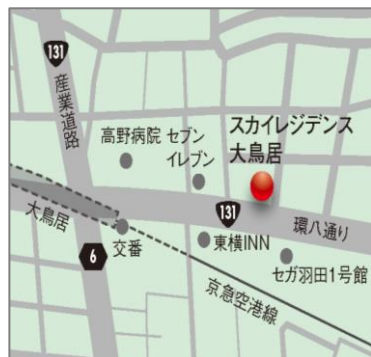 131
産業道路
高野病院
セブン
イレブン
スカイレジデンス
大鳥居
131
環八通り
大鳥居
交番
6
東横INN
セガ羽田1号館
京急空港線